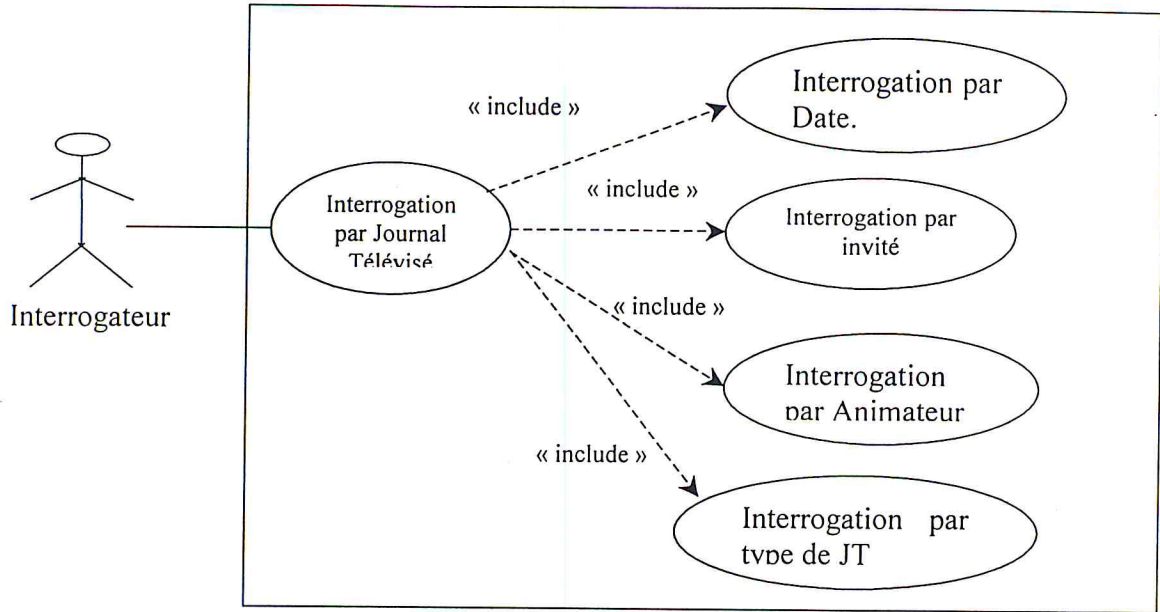 « include »
Interrogation par
Date.
« include »
Interrogation par
invité
Interrogation
par Journal
Télévisé
Interrogateur
« include »
Interrogation
par Animateur
« include »
Interrogation par
type de JT